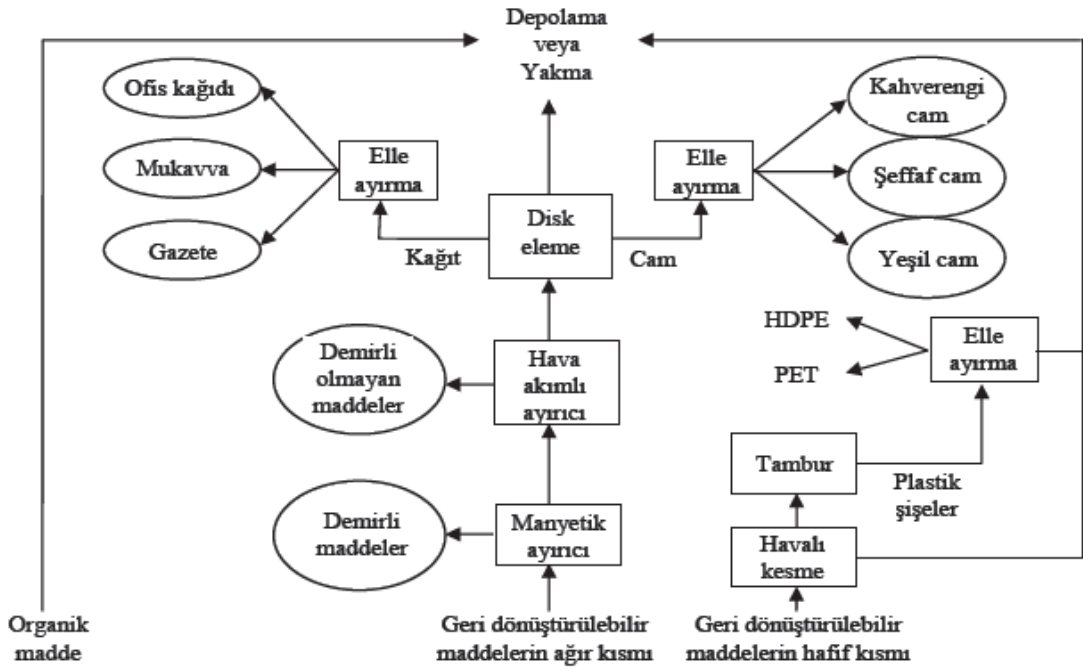 Depolama
veya
Yakma
Ofis kağıdı
Mukavva
Gazete
Elle
ayırma
Kağıt
Disk
eleme
Cam
Elle
ayırma
Kahverengi
cam
Şeffaf cam
Yeşil cam
HDPE
PET
Elle
ayırma
Demirli
olmayan
maddeler
Hava
akımlı
ayırıcı
Tambur
Plastik
şişeler
Demirli
maddeler
Manyetik
ayırıcı
Havalı
kesme
Organik
madde
Geri dönüştürülebilir
maddelerin ağır kısmı
Geri dönüştürülebilir
maddelerin hafif kısmı